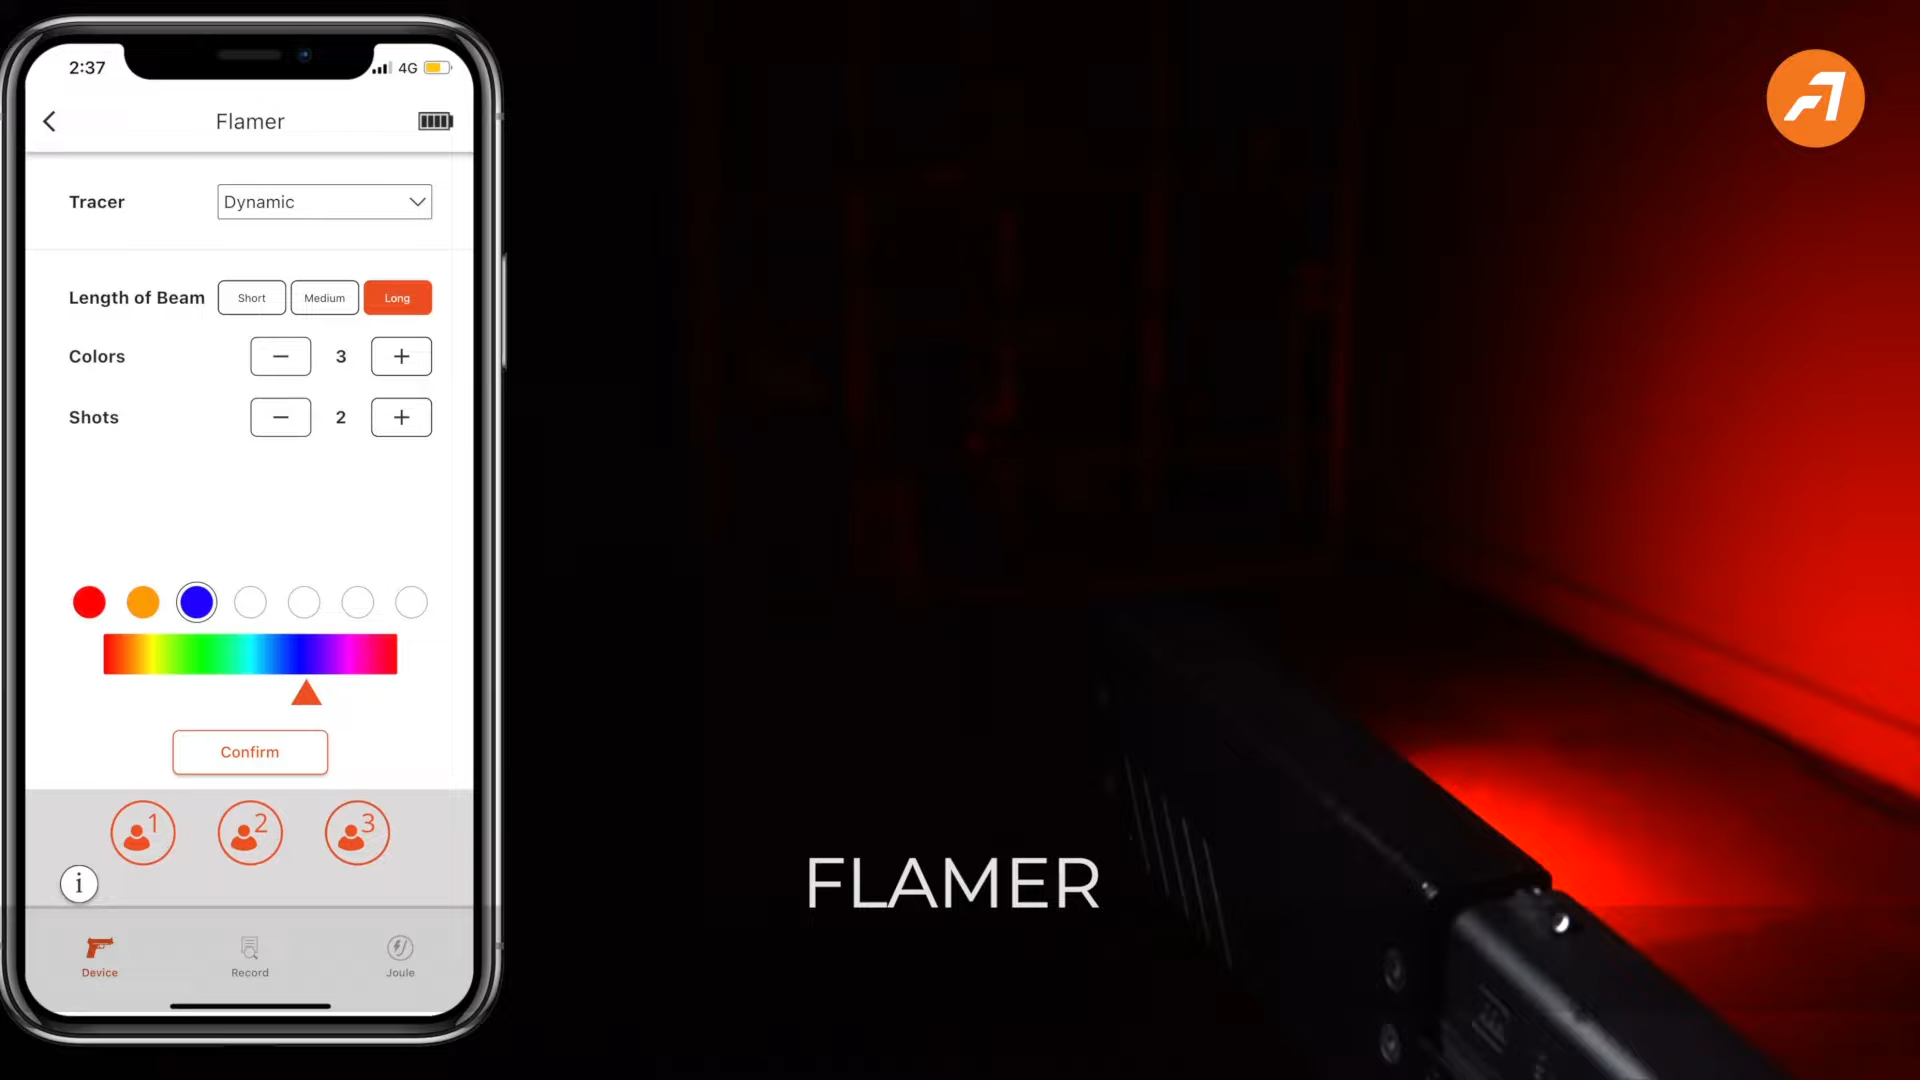 2:37
4G
Flamer
Tracer
Dynamic
Length of Beam
Short
Medium
Long
Colors
3
Shots
2
Confirm
1
2
3
i
Device
Record
Joule
FLAMER